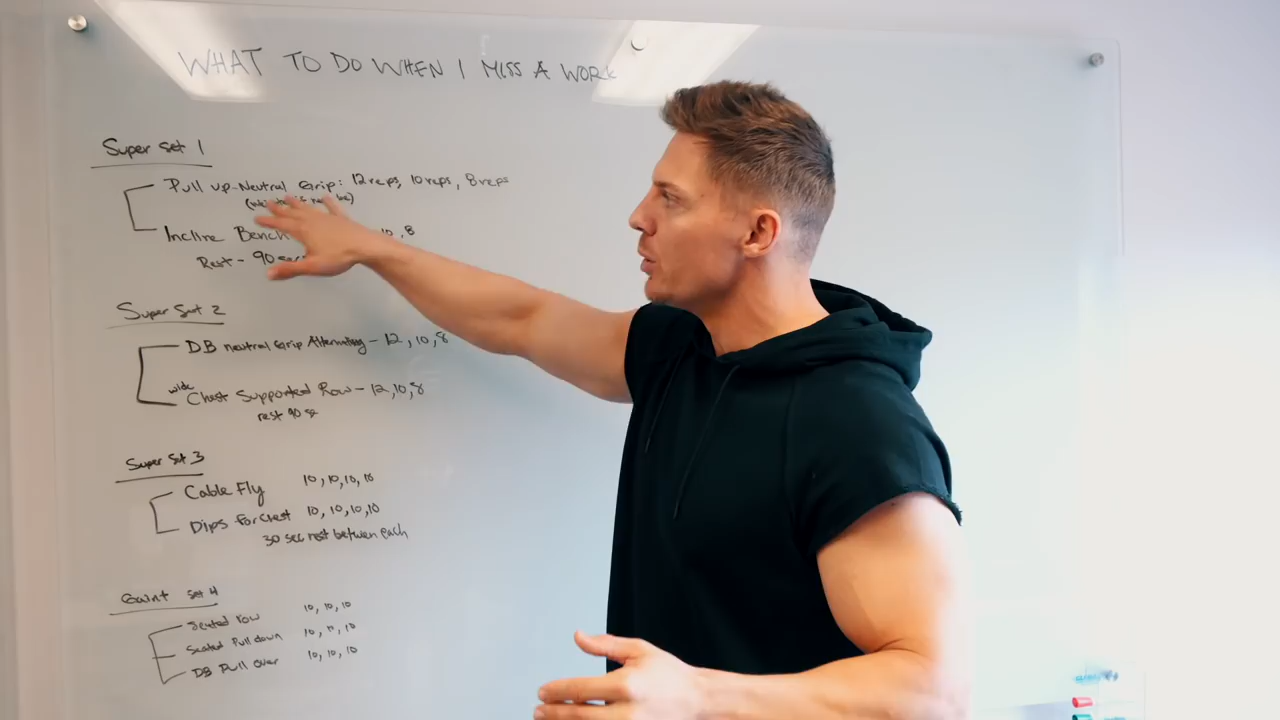 WHAT TO DO WHEN I MISS A WORK
Super Set 1
Pull up-Neutral Grip: 12 reps, 10 reps, 8 reps
Incline Bench 10, 8
Rest - 90 sec
Super Set 2
DB neutral Grip Alternating - 12, 10, 8
wide
Chest Supported Row - 12, 10, 8
rest 90 se
Super Set 3
Cable Fly 10, 10, 10, 10
Dips For Chest 10, 10, 10, 10
30 sec rest between each
Gaint Set 4
Seated Row 10, 10, 10
Seated Pull down 10, 10, 10
DB Pull Over 10, 10, 10